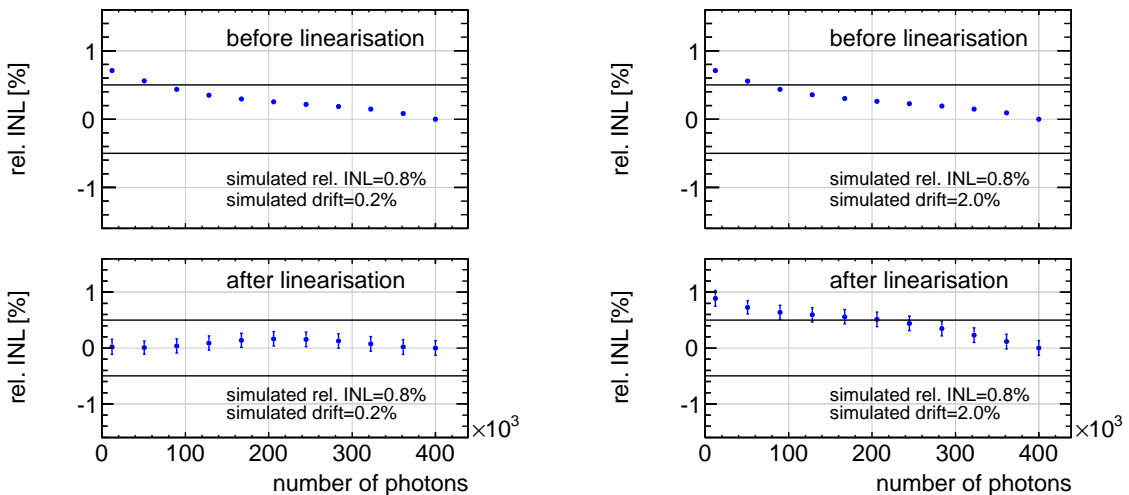 before linearisation
rel. INL [%]
1
0
-1
simulated rel. INL=0.8%
simulated drift=0.2%
before linearisation
rel. INL [%]
1
0
-1
simulated rel. INL=0.8%
simulated drift=2.0%
after linearisation
rel. INL [%]
1
0
-1
simulated rel. INL=0.8%
simulated drift=0.2%
×10³
0 100 200 300 400
number of photons
after linearisation
rel. INL [%]
1
0
-1
simulated rel. INL=0.8%
simulated drift=2.0%
×10³
0 100 200 300 400
number of photons